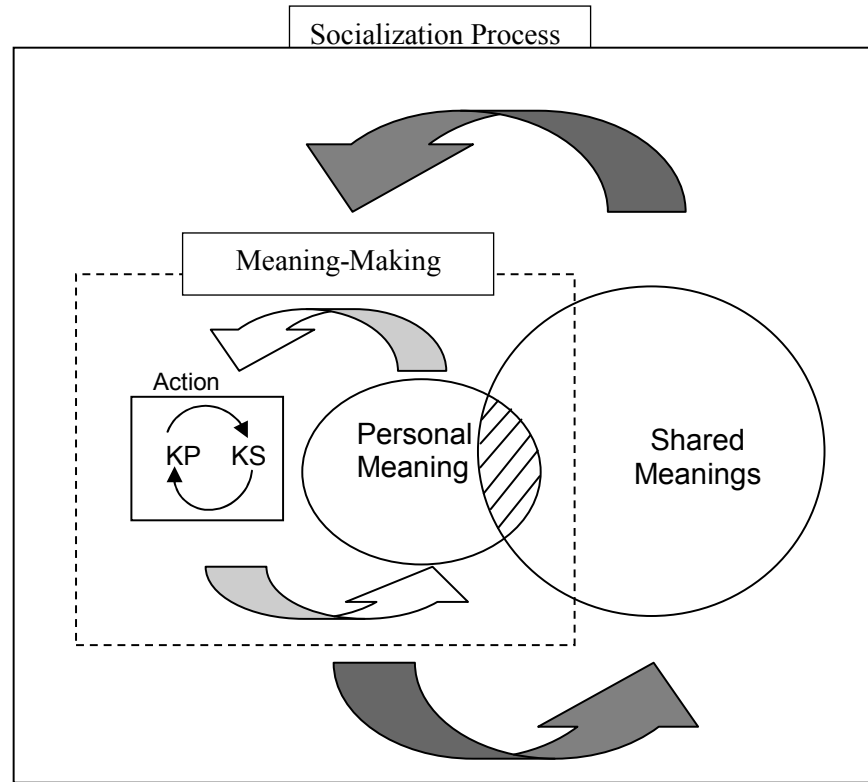 Socialization Process
Meaning-Making
Action
KP KS
Personal
Meaning
Shared
Meanings